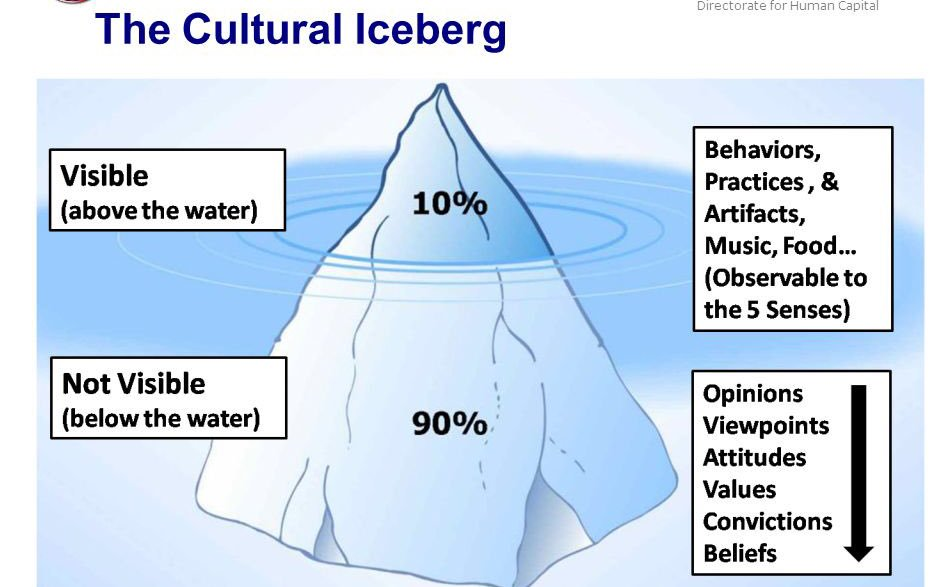 Directorate for Human Capital
The Cultural Iceberg
Visible
(above the water)
10%
Behaviors,
Practices , &
Artifacts,
Music, Food...
(Observable to
the 5 Senses)
Not Visible
(below the water)
90%
Opinions
Viewpoints
Attitudes
Values
Convictions
Beliefs